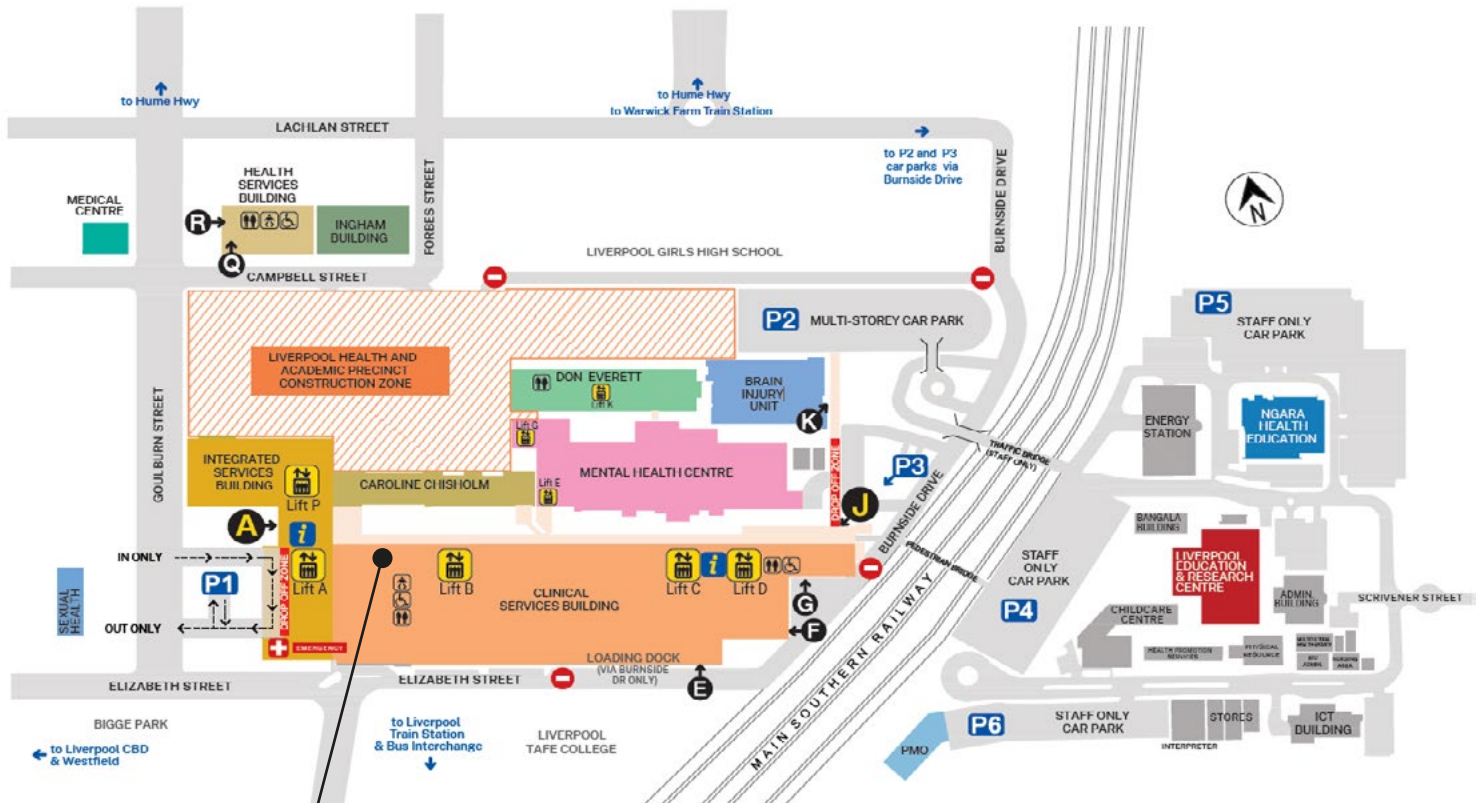 to Hume Hwy
to Hume Hwy
to Warwick Farm Train Station
LACHLAN STREET
to P2 and P3
car parks via
Burnside Drive
BURNSIDE DRIVE
FORBES STREET
HEALTH
SERVICES
BUILDING
MEDICAL
CENTRE
R
Q
INGHAM
BUILDING
N
LIVERPOOL GIRLS HIGH SCHOOL
CAMPBELL STREET
P2
MULTI-STOREY CAR PARK
P5
STAFF ONLY
CAR PARK
LIVERPOOL HEALTH AND
ACADEMIC PRECINCT
CONSTRUCTION ZONE
DON EVERETT
Lift K
BRAIN
INJURY
UNIT
K
ENERGY
STATION
NGARA
HEALTH
EDUCATION
GOULBURN STREET
INTEGRATED
SERVICES
BUILDING
Lift P
Lift G
CAROLINE CHISHOLM
Lift E
MENTAL HEALTH CENTRE
DROP OFF ZONE
P3
TRAFFIC BRIDGE
(STAFF ONLY)
A
i
J
BURNSIDE DRIVE
PEDESTRIAN BRIDGE
BANGALA
BUILDING
STAFF
ONLY
CAR PARK
P4
LIVERPOOL
EDUCATION
& RESEARCH
CENTRE
ADMIN.
BUILDING
SCRIVENER STREET
CHILDCARE
CENTRE
HEALTH PROMOTION
IN ONLY
P1
OUT ONLY
SEXUAL
HEALTH
DROP OFF ZONE
Lift A
Lift B
Lift C
i
Lift D
CLINICAL
SERVICES BUILDING
G
F
EMERGENCY
LOADING DOCK
(VIA BURNSIDE
DR ONLY)
E
ELIZABETH STREET
ELIZABETH STREET
MAIN SOUTHERN RAILWAY
BIGGE PARK
to Liverpool CBD
& Westfield
to Liverpool
Train Station
& Bus Interchange
LIVERPOOL
TAFE COLLEGE
PMO
P6
STAFF ONLY
CAR PARK
INTERPRETER
STORES
ICT
BUILDING